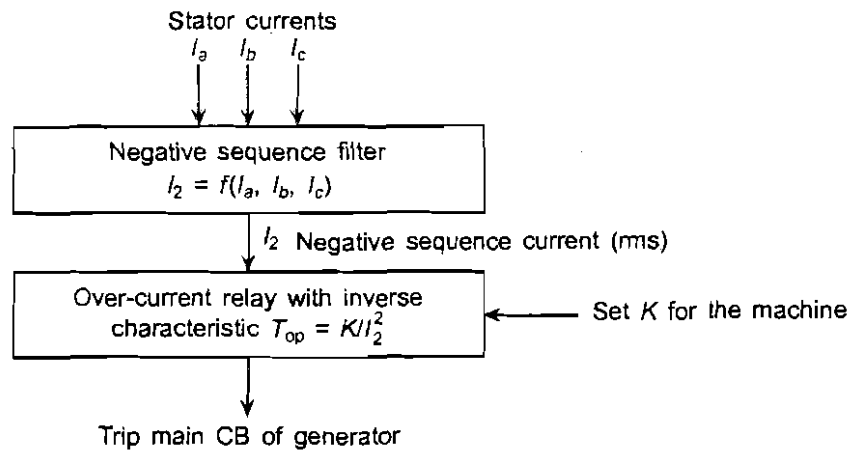 Stator currents
I_a I_b I_c
Negative sequence filter
I_2 = f(I_a, I_b, I_c)
I_2 Negative sequence current (rms)
Over-current relay with inverse
characteristic T_op = K/I_2^2
Set K for the machine
Trip main CB of generator